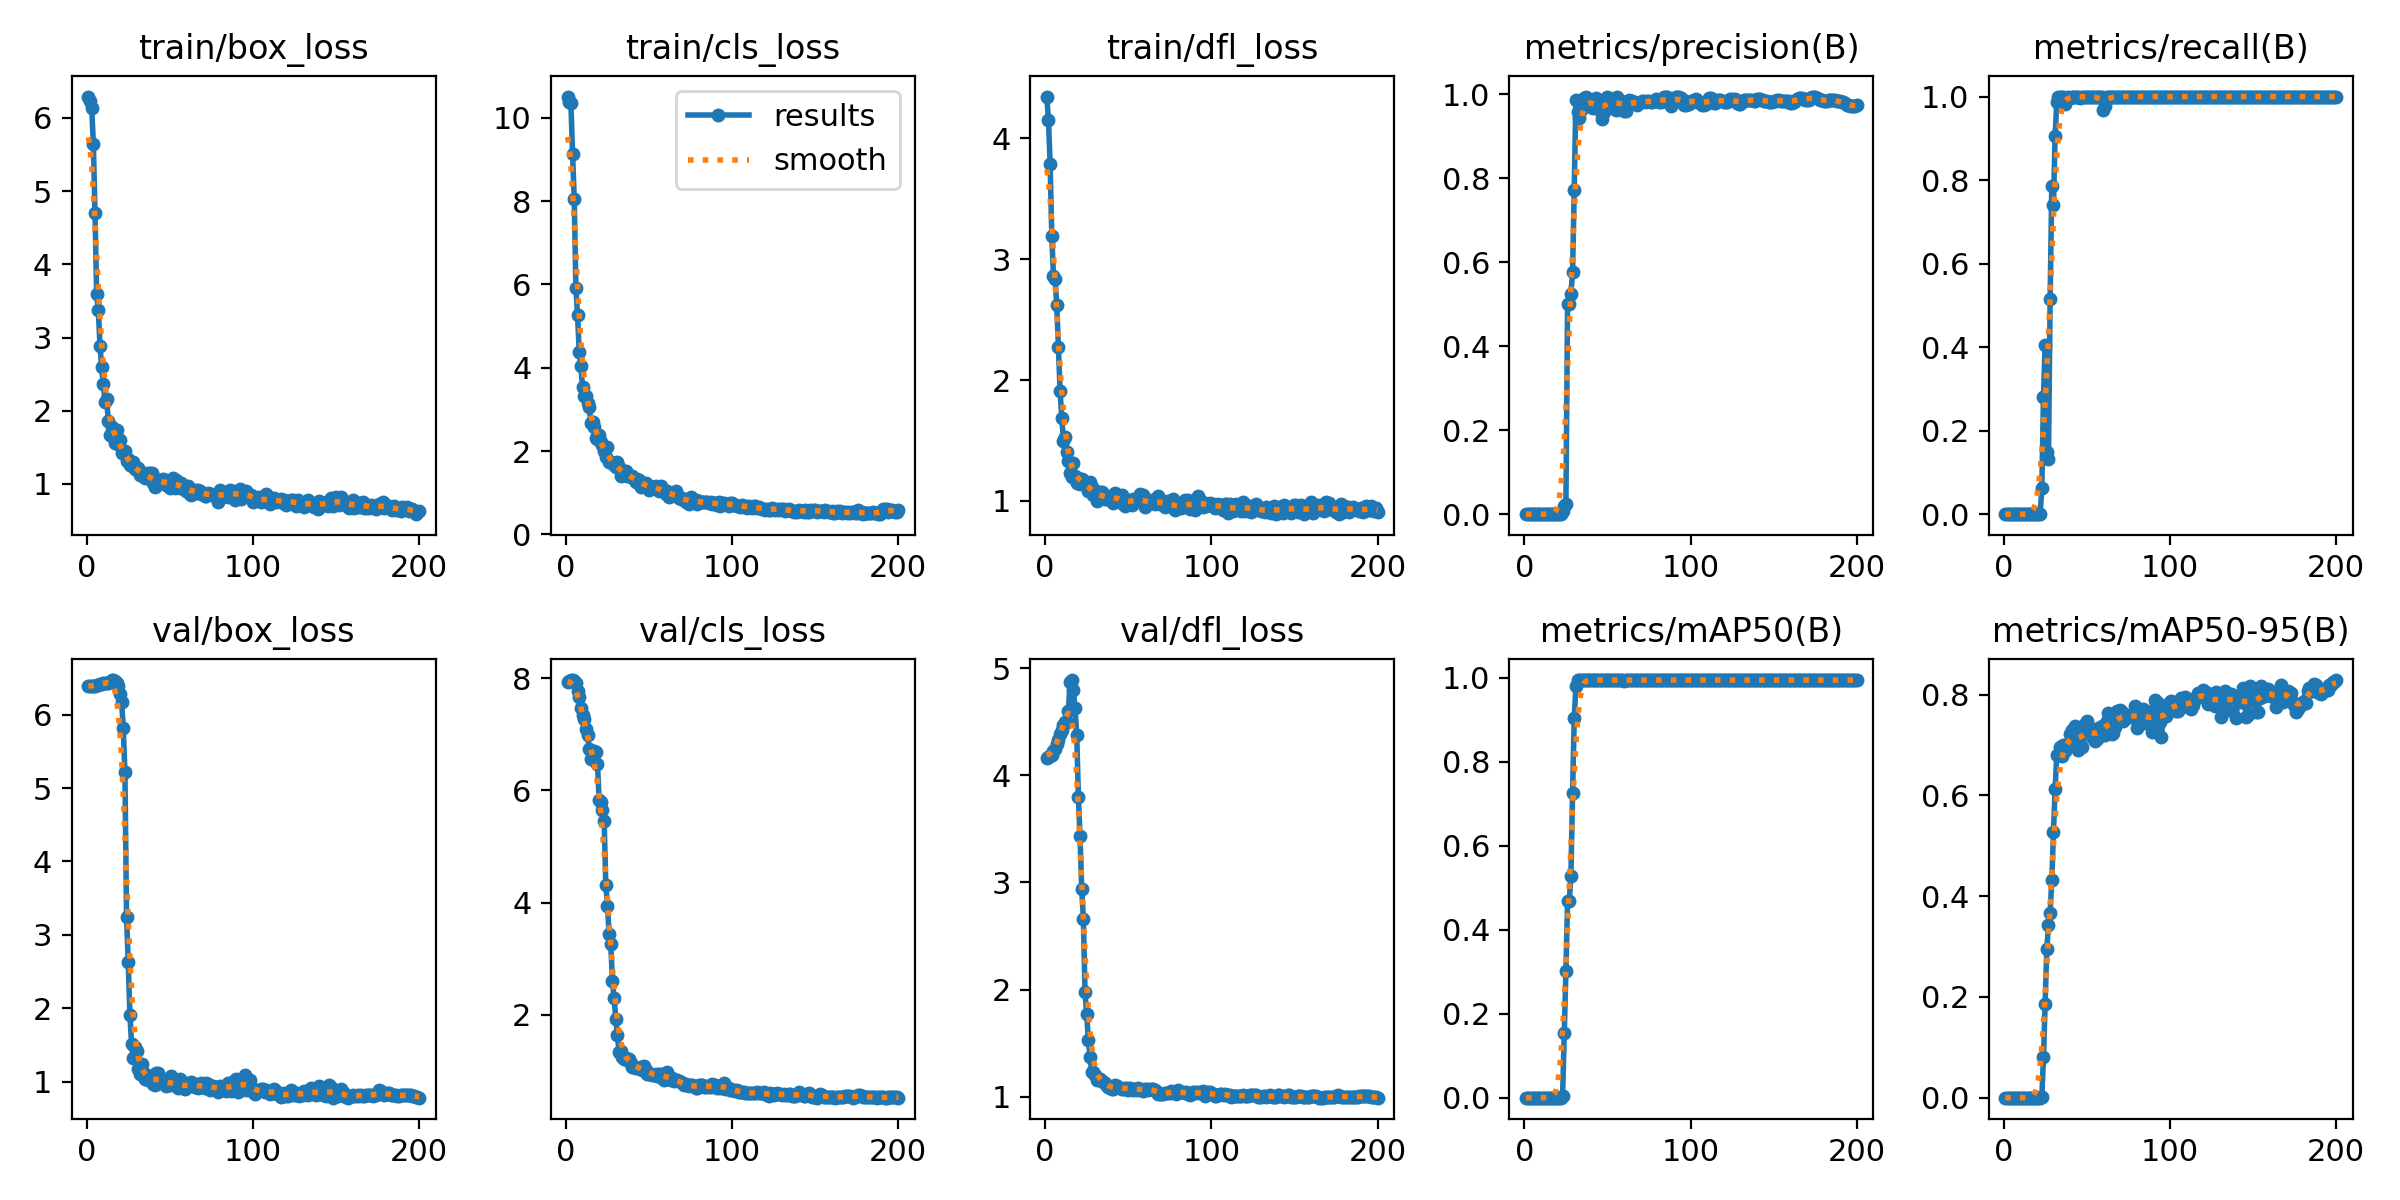 train/box_loss
train/cls_loss
train/dfl_loss
metrics/precision(B)
metrics/recall(B)
6
5
4
3
2
1
0 100 200
10
8
6
4
2
0
results
smooth
0 100 200
4
3
2
1
0 100 200
1.0
0.8
0.6
0.4
0.2
0.0
0 100 200
1.0
0.8
0.6
0.4
0.2
0.0
0 100 200
val/box_loss
val/cls_loss
val/dfl_loss
metrics/mAP50(B)
metrics/mAP50-95(B)
6
5
4
3
2
1
0 100 200
8
6
4
2
0 100 200
5
4
3
2
1
0 100 200
1.0
0.8
0.6
0.4
0.2
0.0
0 100 200
0.8
0.6
0.4
0.2
0.0
0 100 200